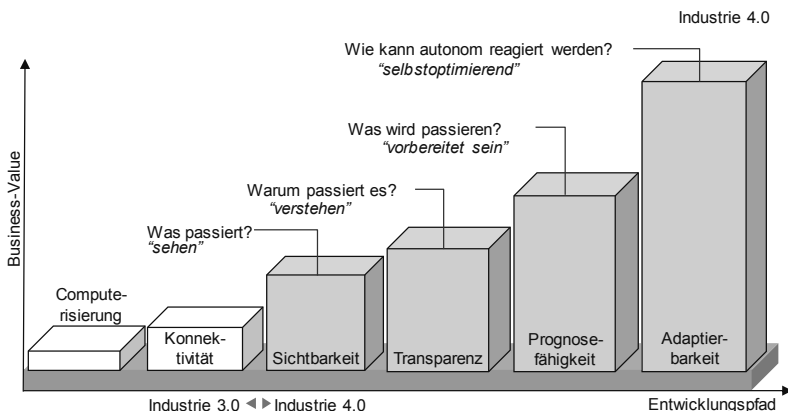 Industrie 4.0
Wie kann autonom reagiert werden?
“selbstoptimierend”
Was wird passieren?
“vorbereitet sein”
Warum passiert es?
“verstehen”
Was passiert?
“sehen”
Business-Value
Compute-
risierung
Konnek-
tivität
Sichtbarkeit
Transparenz
Prognose-
fähigkeit
Adaptier-
barkeit
Industrie 3.0 ◄ ► Industrie 4.0
Entwicklungspfad